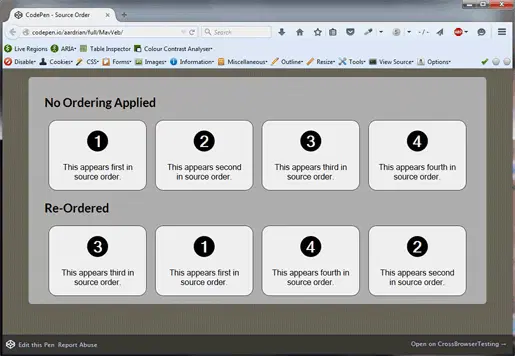 CodePen - Source Order
codepen.io/aardrian/full/MavVeb/
Search
Live Regions ARIA Table Inspector Colour Contrast Analyser
Disable Cookies CSS Forms Images Information Miscellaneous Outline Resize Tools View Source Options
No Ordering Applied
1 2 3 4
This appears first in This appears second This appears third in This appears fourth in
source order. in source order. source order. source order.
Re-Ordered
3 1 4 2
This appears third in This appears first in This appears fourth in This appears second
source order. source order. source order. in source order.
Edit this Pen Report Abuse Open on CrossBrowserTesting →